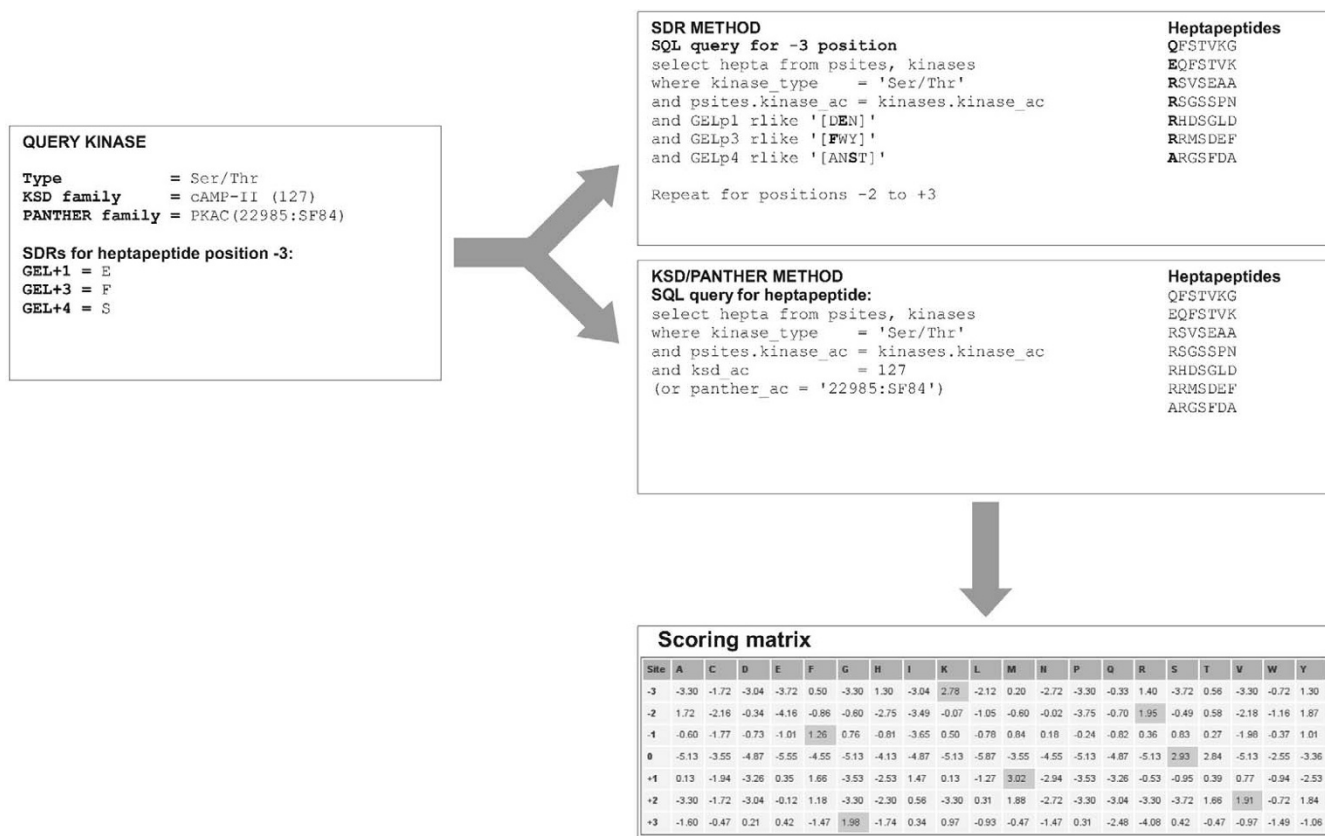 QUERY KINASE
Type = Ser/Thr
KSD family = cAMP-II (127)
PANTHER family = PKAC(22985:SF84)
SDRs for heptapeptide position -3:
GEL+1 = E
GEL+3 = F
GEL+4 = S
SDR METHOD
SQL query for -3 position
select hepta from psites, kinases
where kinase_type = 'Ser/Thr'
and psites.kinase_ac = kinases.kinase_ac
and GELp1 rlike '[DEN]'
and GELp3 rlike '[FWY]'
and GELp4 rlike '[ANST]'
Repeat for positions -2 to +3
Heptapeptides
QFSTVKG
EQFSTVK
RSVSEAA
RSGSSPN
RHDSGLD
RRMSDEF
ARGSFDA
KSD/PANTHER METHOD
SQL query for heptapeptide:
select hepta from psites, kinases
where kinase_type = 'Ser/Thr'
and psites.kinase_ac = kinases.kinase_ac
and ksd_ac = 127
(or panther_ac = '22985:SF84')
Heptapeptides
QFSTVKG
EQFSTVK
RSVSEAA
RSGSSPN
RHDSGLD
RRMSDEF
ARGSFDA
Scoring matrix
Site A C D E F G H I K L M N P Q R S T V W Y
-3 -3.30 -1.72 -3.04 -3.72 0.50 -3.30 1.30 -3.04 2.78 -2.12 0.20 -2.72 -3.30 -0.33 1.40 -3.72 0.56 -3.30 -0.72 1.30
-2 1.72 -2.16 -0.34 -4.16 -0.86 -0.60 -2.75 -3.49 -0.07 -1.05 -0.60 -0.02 -3.75 -0.70 1.95 -0.49 0.58 -2.18 -1.16 1.87
-1 -0.60 -1.77 -0.73 -1.01 1.26 0.76 -0.81 -3.65 0.50 -0.78 0.84 0.18 -0.24 -0.82 0.36 0.83 0.27 -1.98 -0.37 1.01
0 -5.13 -3.55 -4.87 -5.55 -4.55 -5.13 -4.13 -4.87 -5.13 -5.87 -3.55 -4.55 -5.13 -4.87 -5.13 2.93 2.84 -5.13 -2.55 -3.36
+1 0.13 -1.94 -3.26 0.35 1.66 -3.53 -2.53 1.47 0.13 -1.27 3.02 -2.94 -3.53 -3.26 -0.53 -0.95 0.39 0.77 -0.94 -2.53
+2 -3.30 -1.72 -3.04 -0.12 1.18 -3.30 -2.30 0.56 -3.30 0.31 1.88 -2.72 -3.30 -3.04 -3.30 -3.72 1.66 1.91 -0.72 1.84
+3 -1.60 -0.47 0.21 0.42 -1.47 1.98 -1.74 0.34 0.97 -0.93 -0.47 -1.47 0.31 -2.48 -4.08 0.42 -0.47 -0.97 -1.49 -1.06